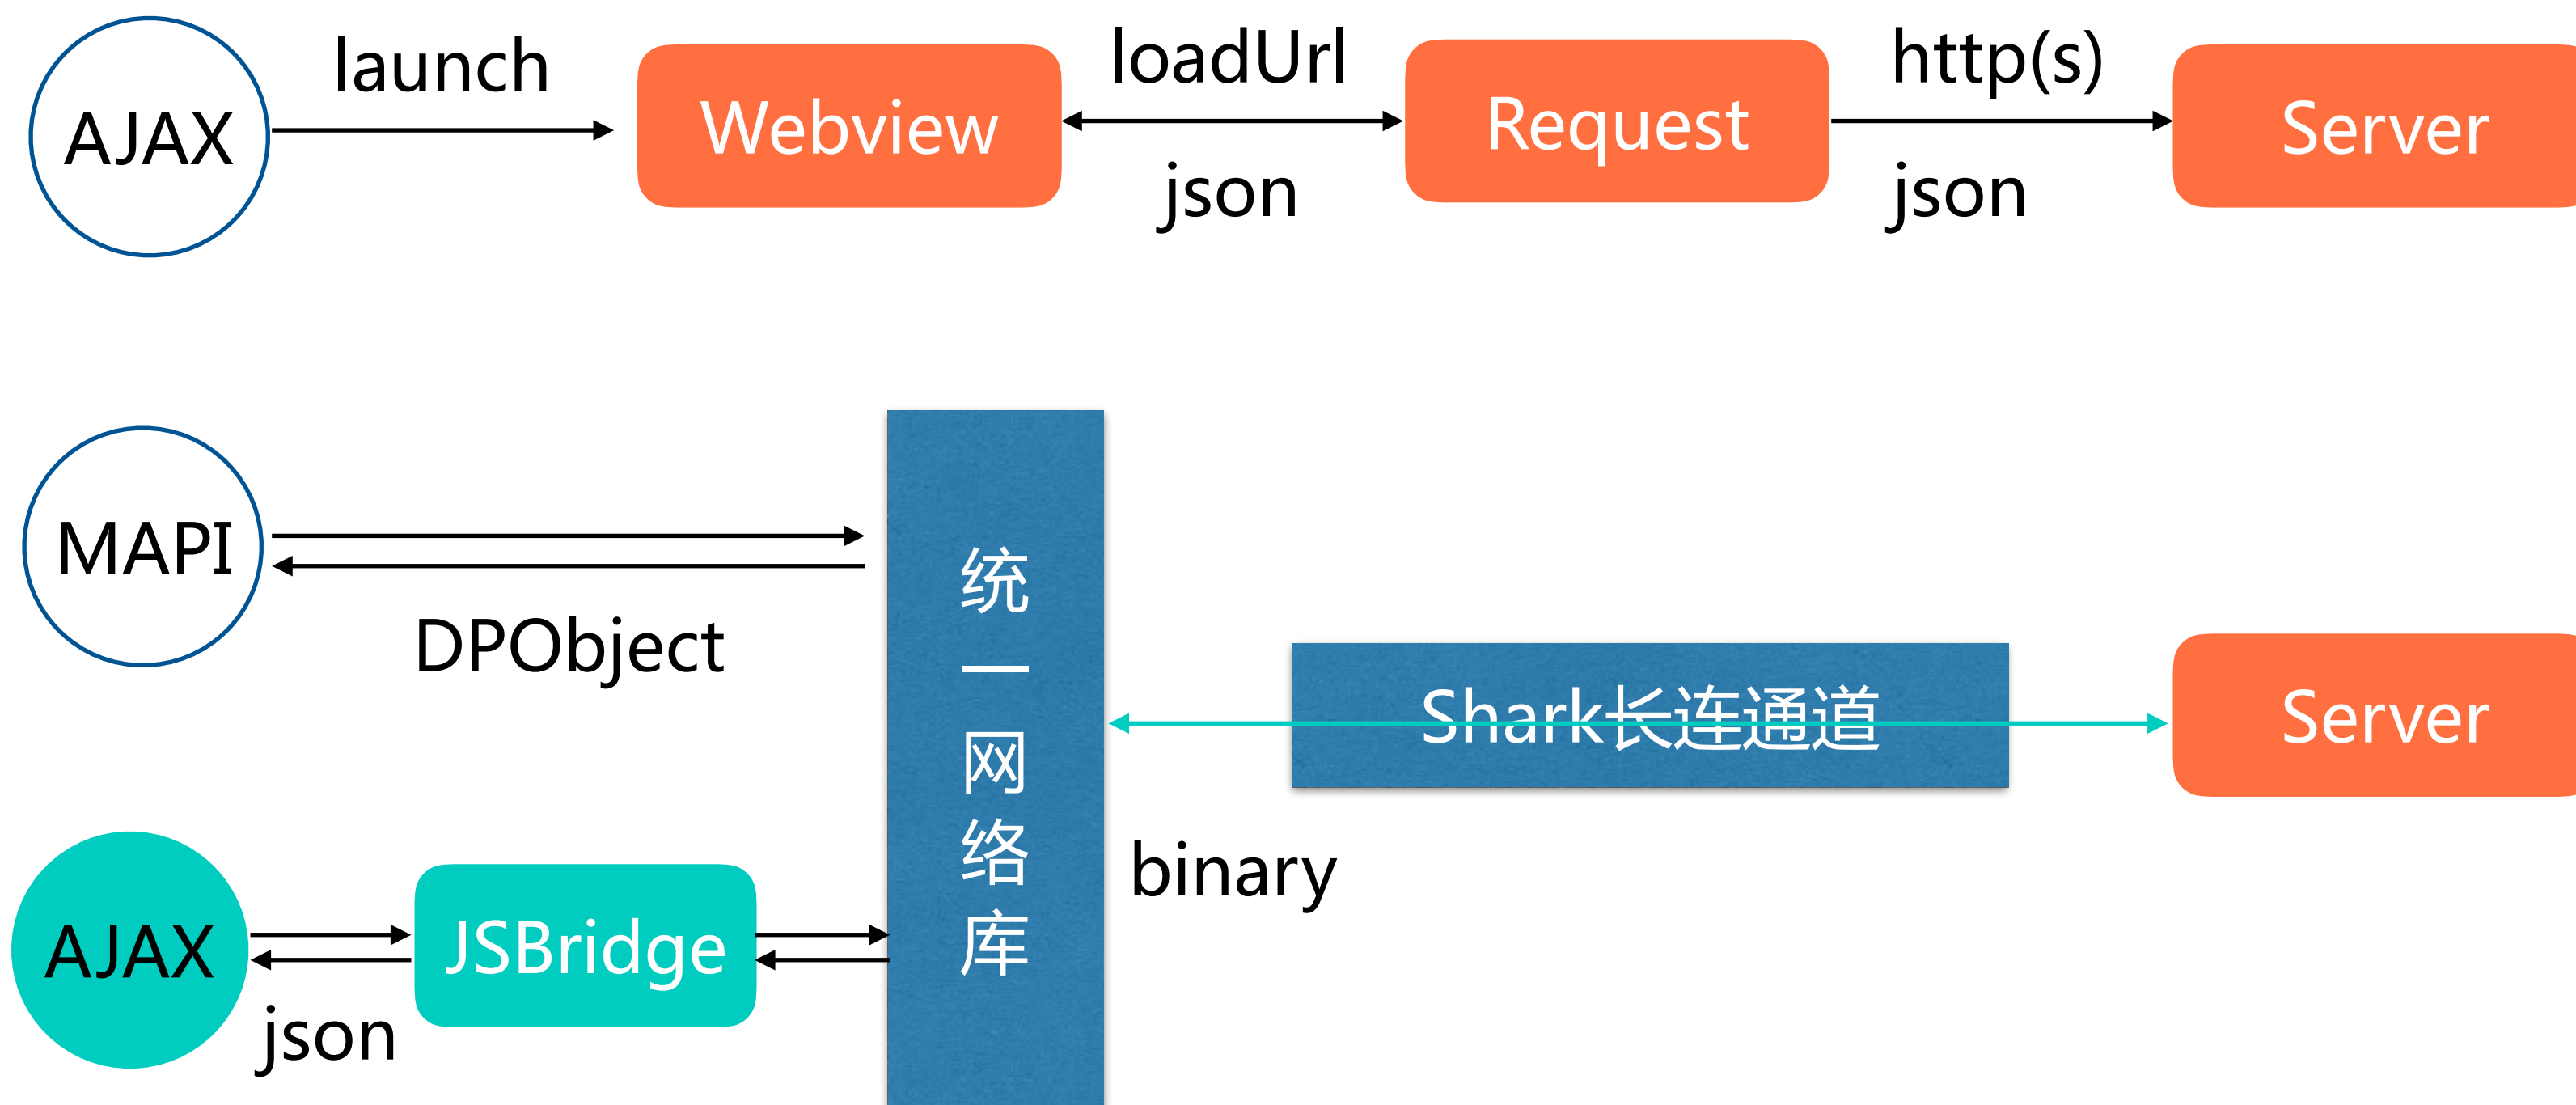 AJAX
launch
Webview
loadUrl
json
Request
http(s)
json
Server
MAPI
DPObject
统
一
网
络
库
Shark长连通道
binary
Server
AJAX
json
JSBridge